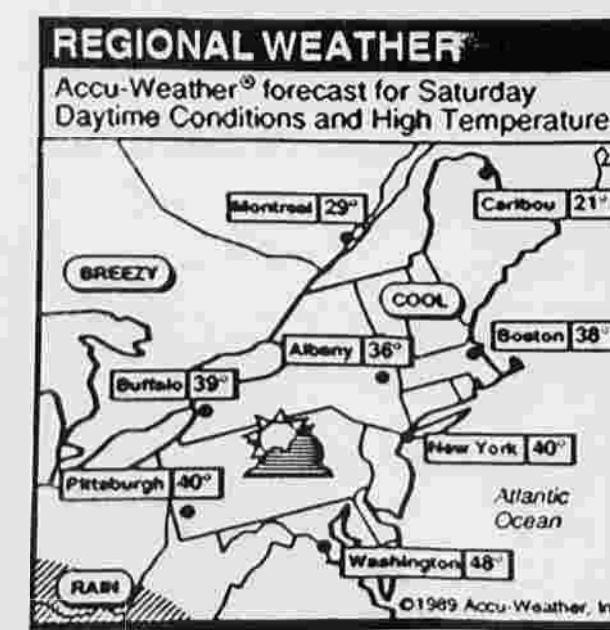 REGIONAL WEATHER
Accu-Weather® forecast for Saturday
Daytime Conditions and High Temperature
Montreal 29°
Caribou 21°
BREEZY
COOL
Boston 38°
Albany 36°
Buffalo 39°
New York 40°
Pittsburgh 40°
Atlantic
Ocean
Washington 48°
RAIN
©1989 Accu-Weather, In